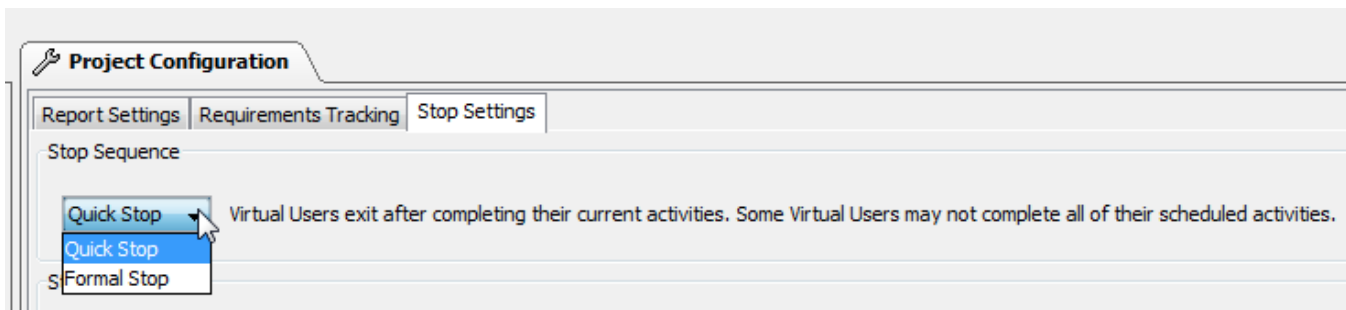 Project Configuration
Report Settings Requirements Tracking Stop Settings
Stop Sequence
Quick Stop Virtual Users exit after completing their current activities. Some Virtual Users may not complete all of their scheduled activities.
Quick Stop
Formal Stop